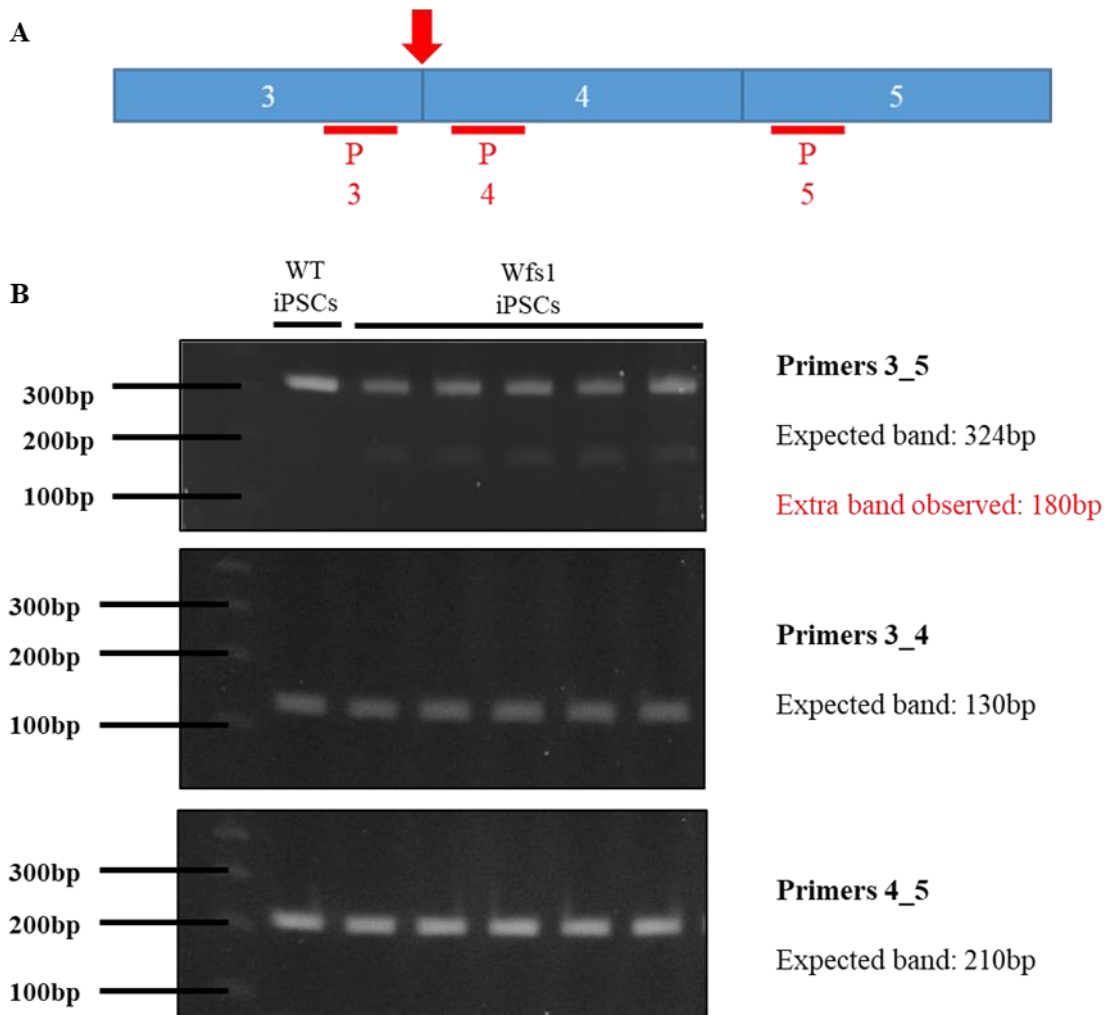 A
3
4
5
P
3
P
4
P
5
B
WT
iPSCs
Wfs1
iPSCs
300bp
200bp
100bp
Primers 3_5
Expected band: 324bp
Extra band observed: 180bp
300bp
200bp
100bp
Primers 3_4
Expected band: 130bp
300bp
200bp
100bp
Primers 4_5
Expected band: 210bp